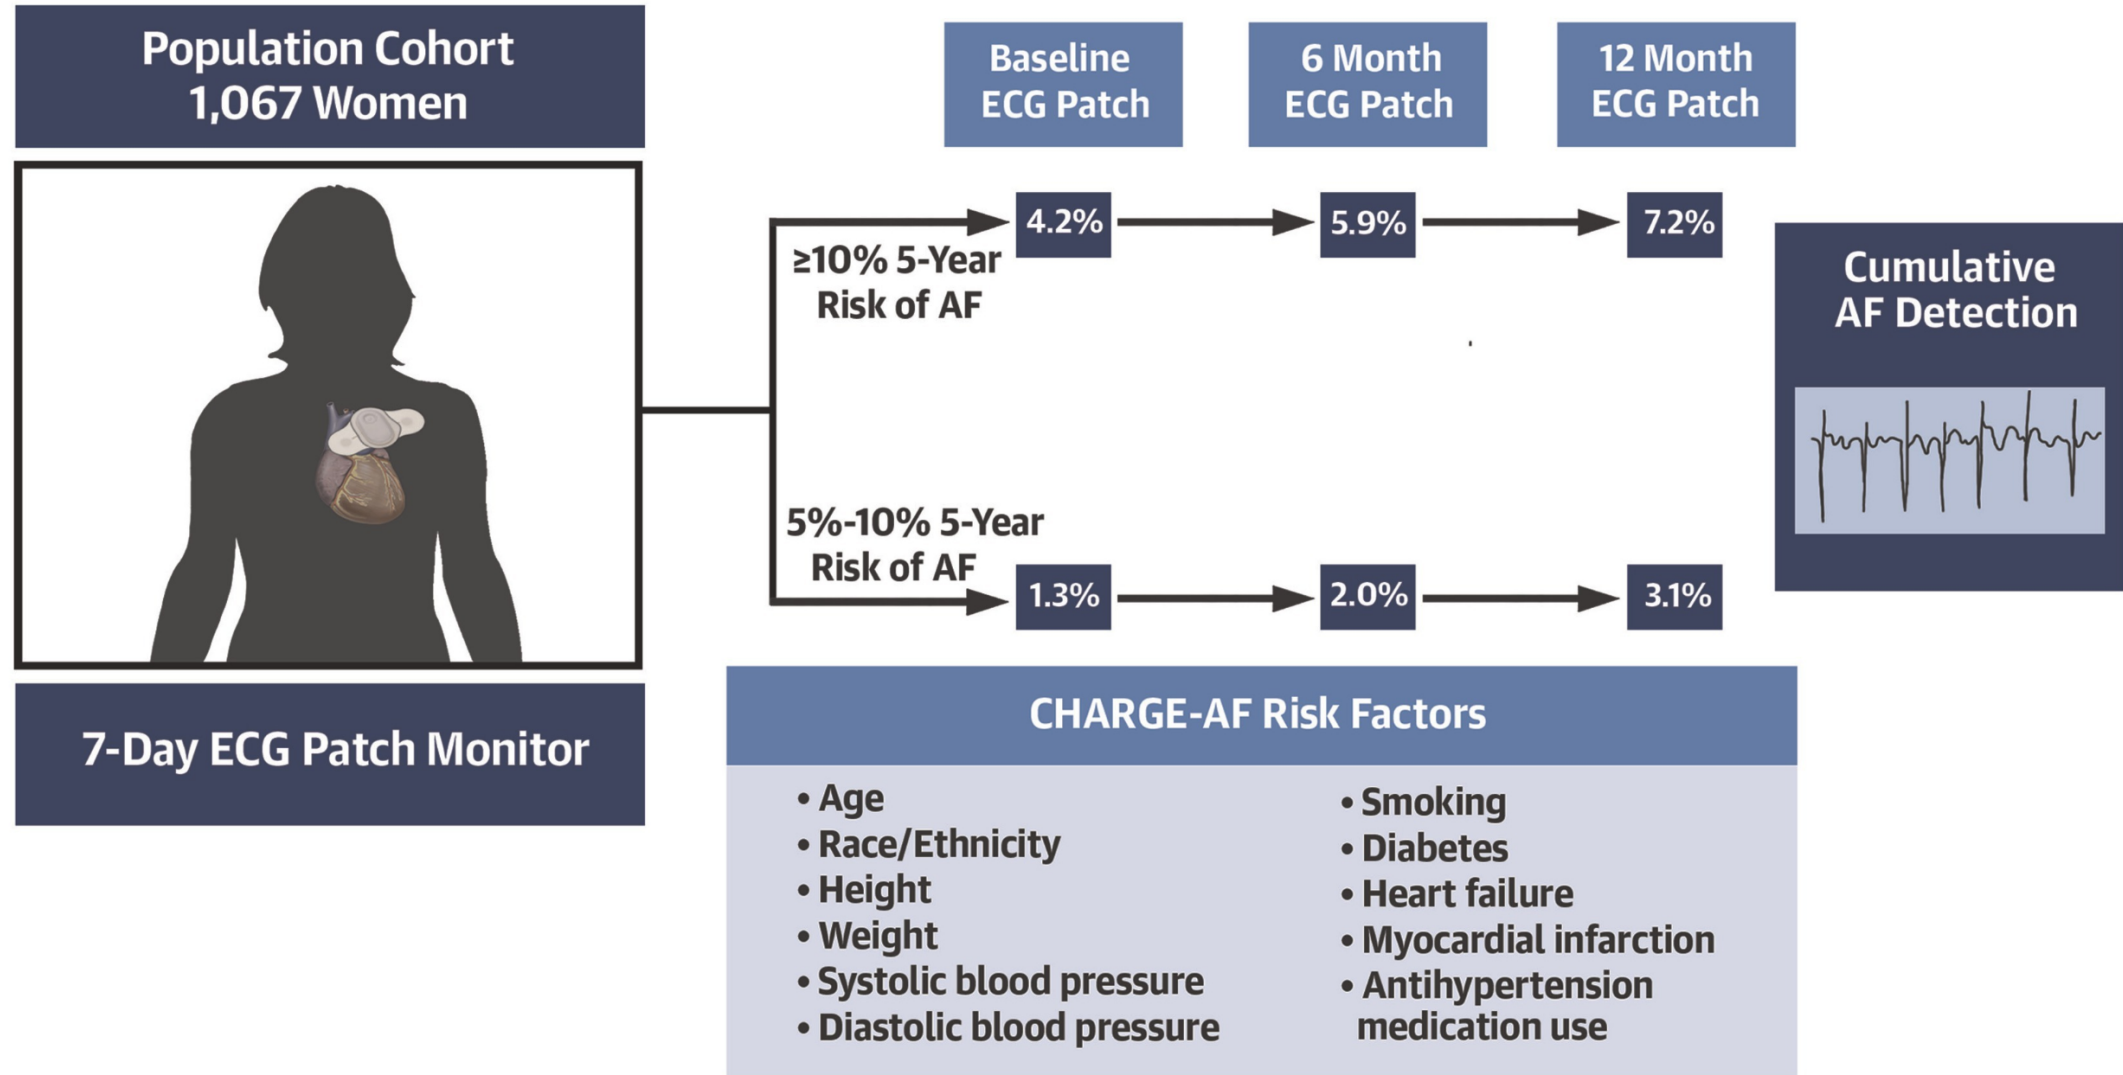 Population Cohort
1,067 Women
7-Day ECG Patch Monitor
Baseline
ECG Patch
6 Month
ECG Patch
12 Month
ECG Patch
≥10% 5-Year
Risk of AF
4.2%
5.9%
7.2%
5%-10% 5-Year
Risk of AF
1.3%
2.0%
3.1%
Cumulative
AF Detection
CHARGE-AF Risk Factors
• Age
• Race/Ethnicity
• Height
• Weight
• Systolic blood pressure
• Diastolic blood pressure
• Smoking
• Diabetes
• Heart failure
• Myocardial infarction
• Antihypertension
medication use